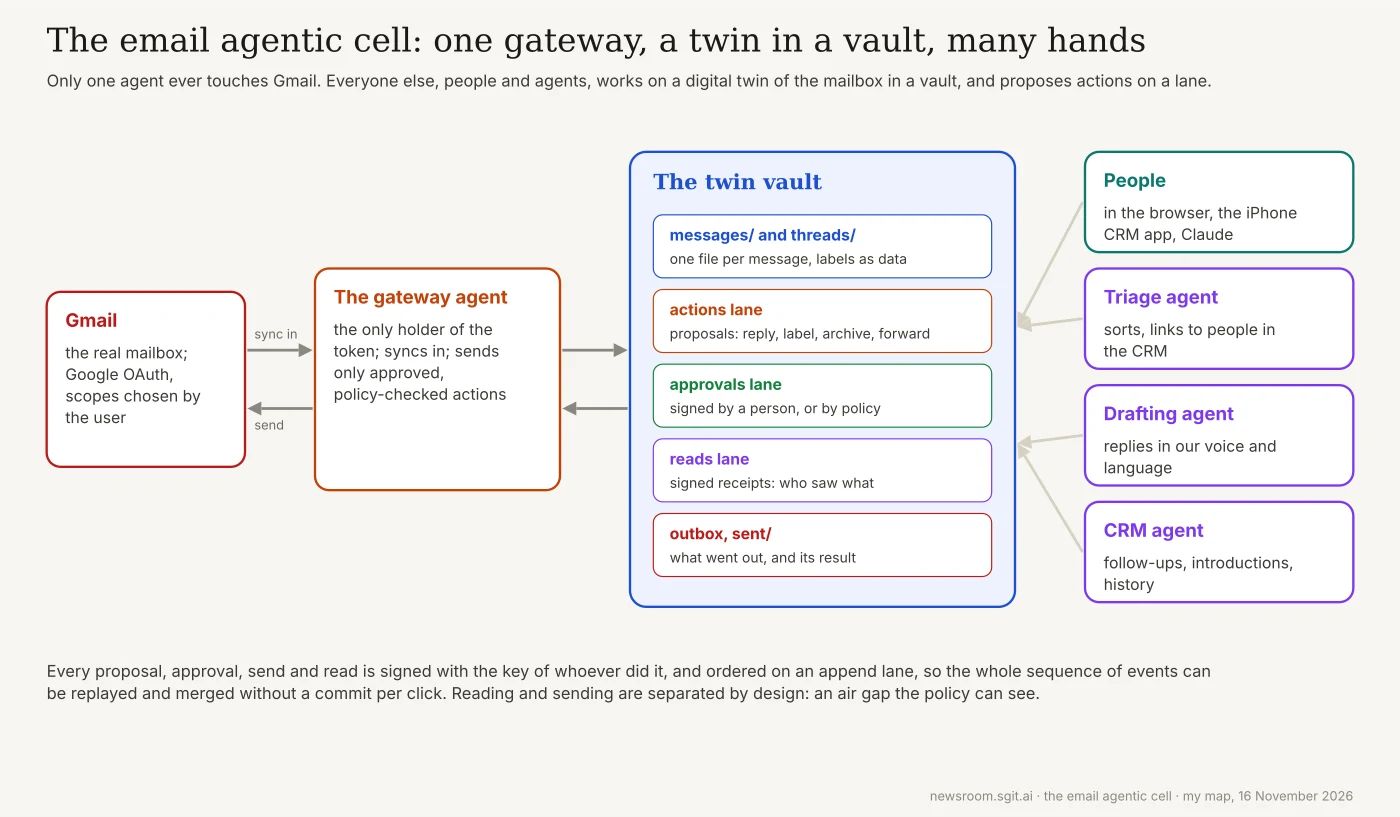 The email agentic cell: one gateway, a twin in a vault, many hands
Only one agent ever touches Gmail. Everyone else, people and agents, works on a digital twin of the mailbox in a vault, and proposes actions on a lane.
Gmail
the real mailbox;
Google OAuth,
scopes chosen by
the user
sync in
send
The gateway agent
the only holder of the
token; syncs in; sends
only approved,
policy-checked actions
The twin vault
messages/ and threads/
one file per message, labels as data
actions lane
proposals: reply, label, archive, forward
approvals lane
signed by a person, or by policy
reads lane
signed receipts: who saw what
outbox, sent/
what went out, and its result
People
in the browser, the iPhone
CRM app, Claude
Triage agent
sorts, links to people in
the CRM
Drafting agent
replies in our voice and
language
CRM agent
follow-ups, introductions,
history
Every proposal, approval, send and read is signed with the key of whoever did it, and ordered on an append lane, so the whole sequence of events can
be replayed and merged without a commit per click. Reading and sending are separated by design: an air gap the policy can see.
newsroom.sgit.ai · the email agentic cell · my map, 16 November 2026